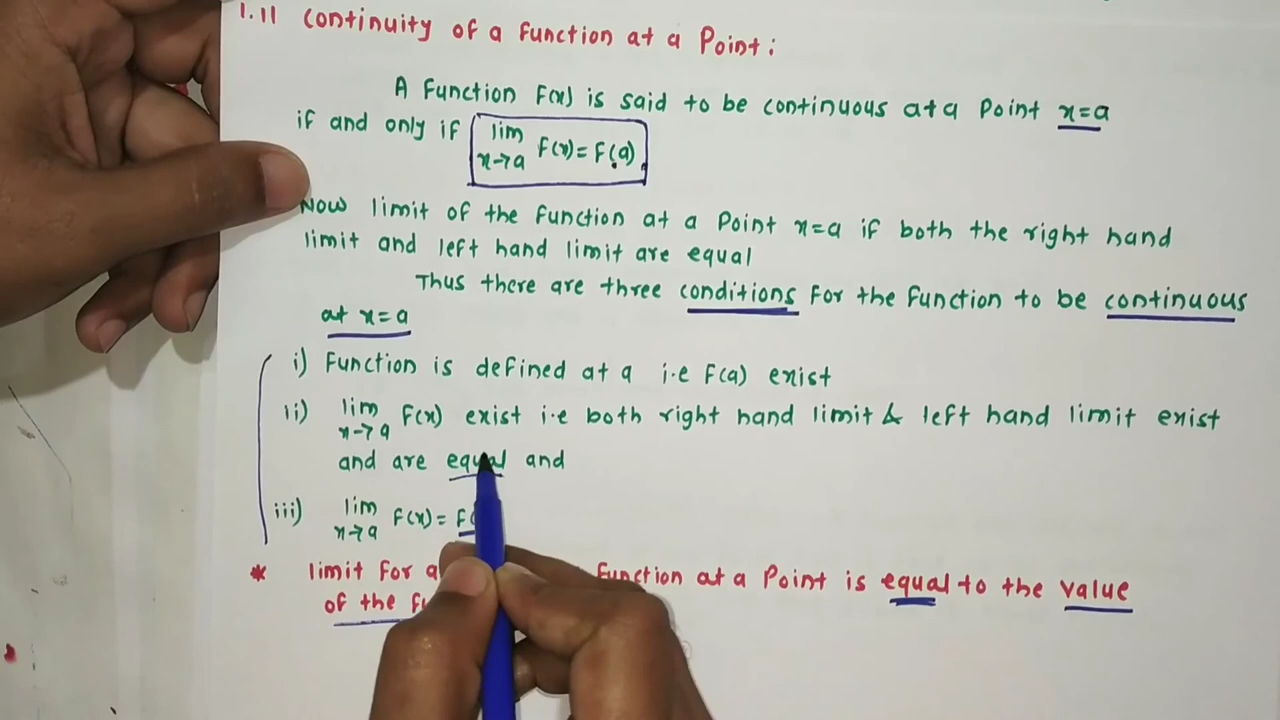 1.11 Continuity of a Function at a Point:
A Function F(x) is said to be continuous at a Point x=a
if and only if lim x→a F(x)=F(a).
Now limit of the Function at a Point x=a if both the right hand
limit and left hand limit are equal
Thus there are three conditions For the Function to be continuous
at x=a
i) Function is defined at a i.e F(a) exist
ii) lim x→a F(x) exist i.e both right hand limit & left hand limit exist
and are equal and
iii) lim x→a F(x)=
* limit For a Function at a Point is equal to the value
of the